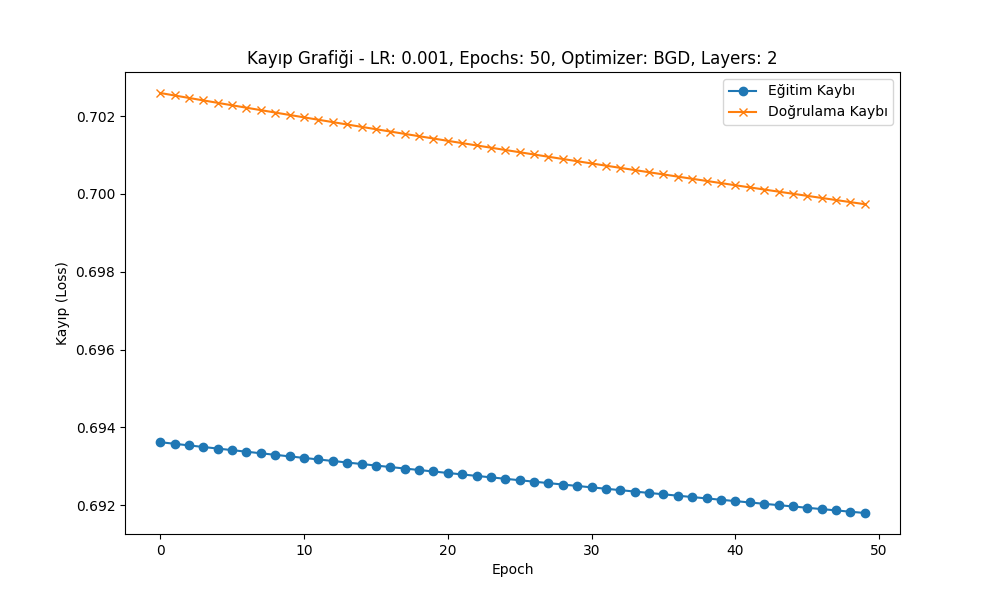 Kayıp Grafiği - LR: 0.001, Epochs: 50, Optimizer: BGD, Layers: 2
Eğitim Kaybı
Doğrulama Kaybı
0.702
0.700
0.698
0.696
0.694
0.692
Kayıp (Loss)
0 10 20 30 40 50
Epoch